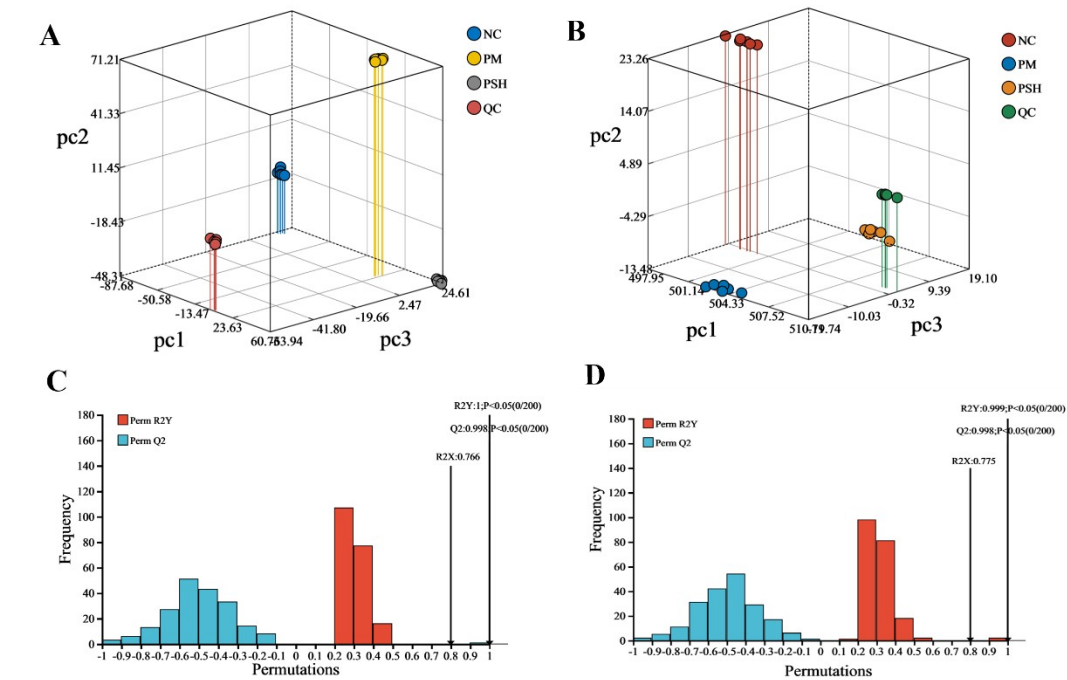 A
NC
PM
PSH
QC
71.21
41.33
11.45
-18.43
-48.31
pc2
-87.68
-50.58
-13.47
23.63
pc1
-41.80
-19.66
2.47
24.61
pc3
B
NC
PM
PSH
QC
23.26
14.07
4.89
-4.29
-13.48
pc2
497.95
501.14
504.33
507.52
pc1
-10.03
-0.32
9.39
19.10
pc3
C
Perm R2Y
Perm Q2
R2Y:1;P<0.05(0/200)
Q2:0.998;P<0.05(0/200)
R2X:0.766
180
160
140
120
100
80
60
40
20
0
Frequency
-1 -0.9 -0.8 -0.7 -0.6 -0.5 -0.4 -0.3 -0.2 -0.1 0 0.1 0.2 0.3 0.4 0.5 0.6 0.7 0.8 0.9 1
Permutations
D
Perm R2Y
Perm Q2
R2Y:0.999;P<0.05(0/200)
Q2:0.998;P<0.05(0/200)
R2X:0.775
180
160
140
120
100
80
60
40
20
0
Frequency
-1 -0.9 -0.8 -0.7 -0.6 -0.5 -0.4 -0.3 -0.2 -0.1 0 0.1 0.2 0.3 0.4 0.5 0.6 0.7 0.8 0.9 1
Permutations